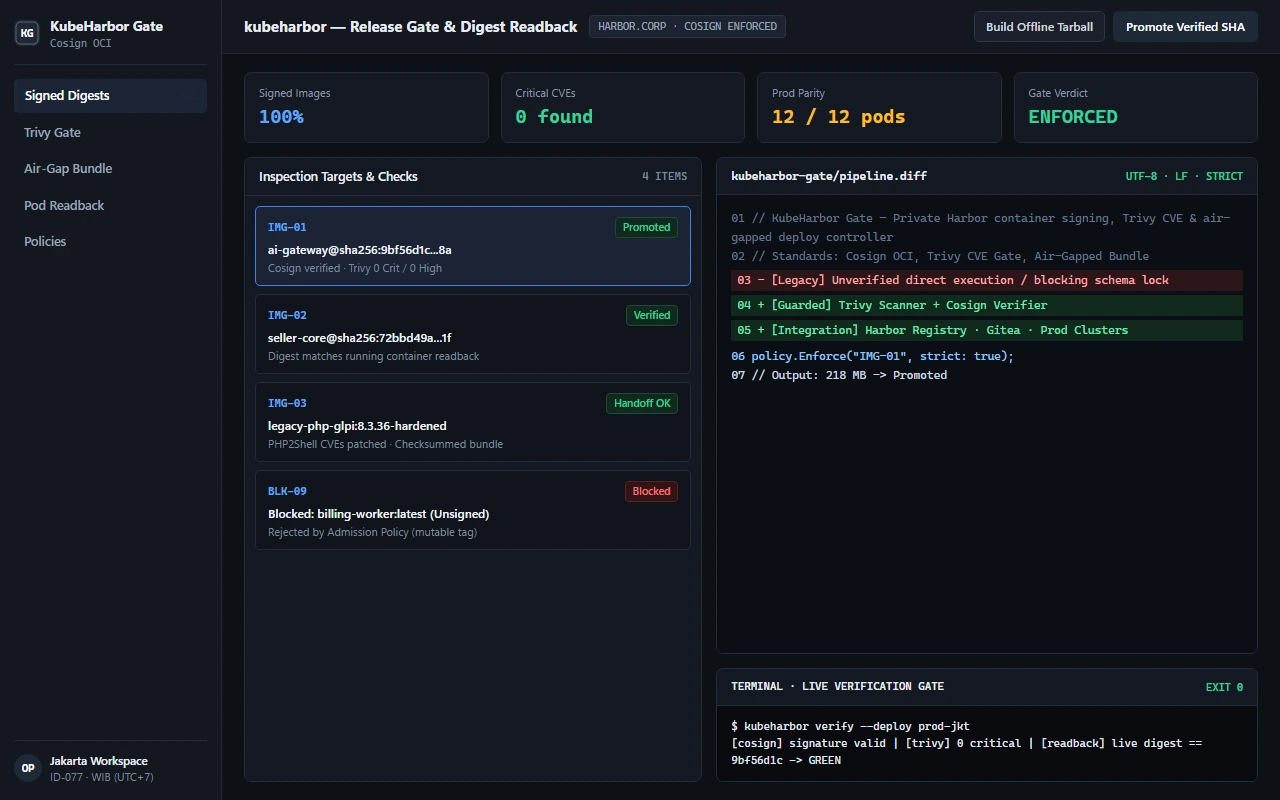 KG
KubeHarbor Gate
Cosign OCI
Signed Digests
Trivy Gate
Air-Gap Bundle
Pod Readback
Policies
OP
Jakarta Workspace
ID-077 · WIB (UTC+7)
kubeharbor — Release Gate & Digest Readback
HARBOR.CORP · COSIGN ENFORCED
Build Offline Tarball
Promote Verified SHA
Signed Images
100%
Critical CVEs
0 found
Prod Parity
12 / 12 pods
Gate Verdict
ENFORCED
Inspection Targets & Checks
4 ITEMS
IMG-01
Promoted
ai-gateway@sha256:9bf56d1c...8a
Cosign verified · Trivy 0 Crit / 0 High
IMG-02
Verified
seller-core@sha256:72bbd49a...1f
Digest matches running container readback
IMG-03
Handoff OK
legacy-php-glpi:8.3.36-hardened
PHP2Shell CVEs patched · Checksummed bundle
BLK-09
Blocked
Blocked: billing-worker:latest (Unsigned)
Rejected by Admission Policy (mutable tag)
kubeharbor-gate/pipeline.diff
UTF-8 · LF · STRICT
01 // KubeHarbor Gate — Private Harbor container signing, Trivy CVE & air-
gapped deploy controller
02 // Standards: Cosign OCI, Trivy CVE Gate, Air-Gapped Bundle
03 - [Legacy] Unverified direct execution / blocking schema lock
04 + [Guarded] Trivy Scanner + Cosign Verifier
05 + [Integration] Harbor Registry · Gitea · Prod Clusters
06 policy.Enforce("IMG-01", strict: true);
07 // Output: 218 MB -> Promoted
TERMINAL · LIVE VERIFICATION GATE
EXIT 0
$ kubeharbor verify --deploy prod-jkt
[cosign] signature valid | [trivy] 0 critical | [readback] live digest ==
9bf56d1c -> GREEN